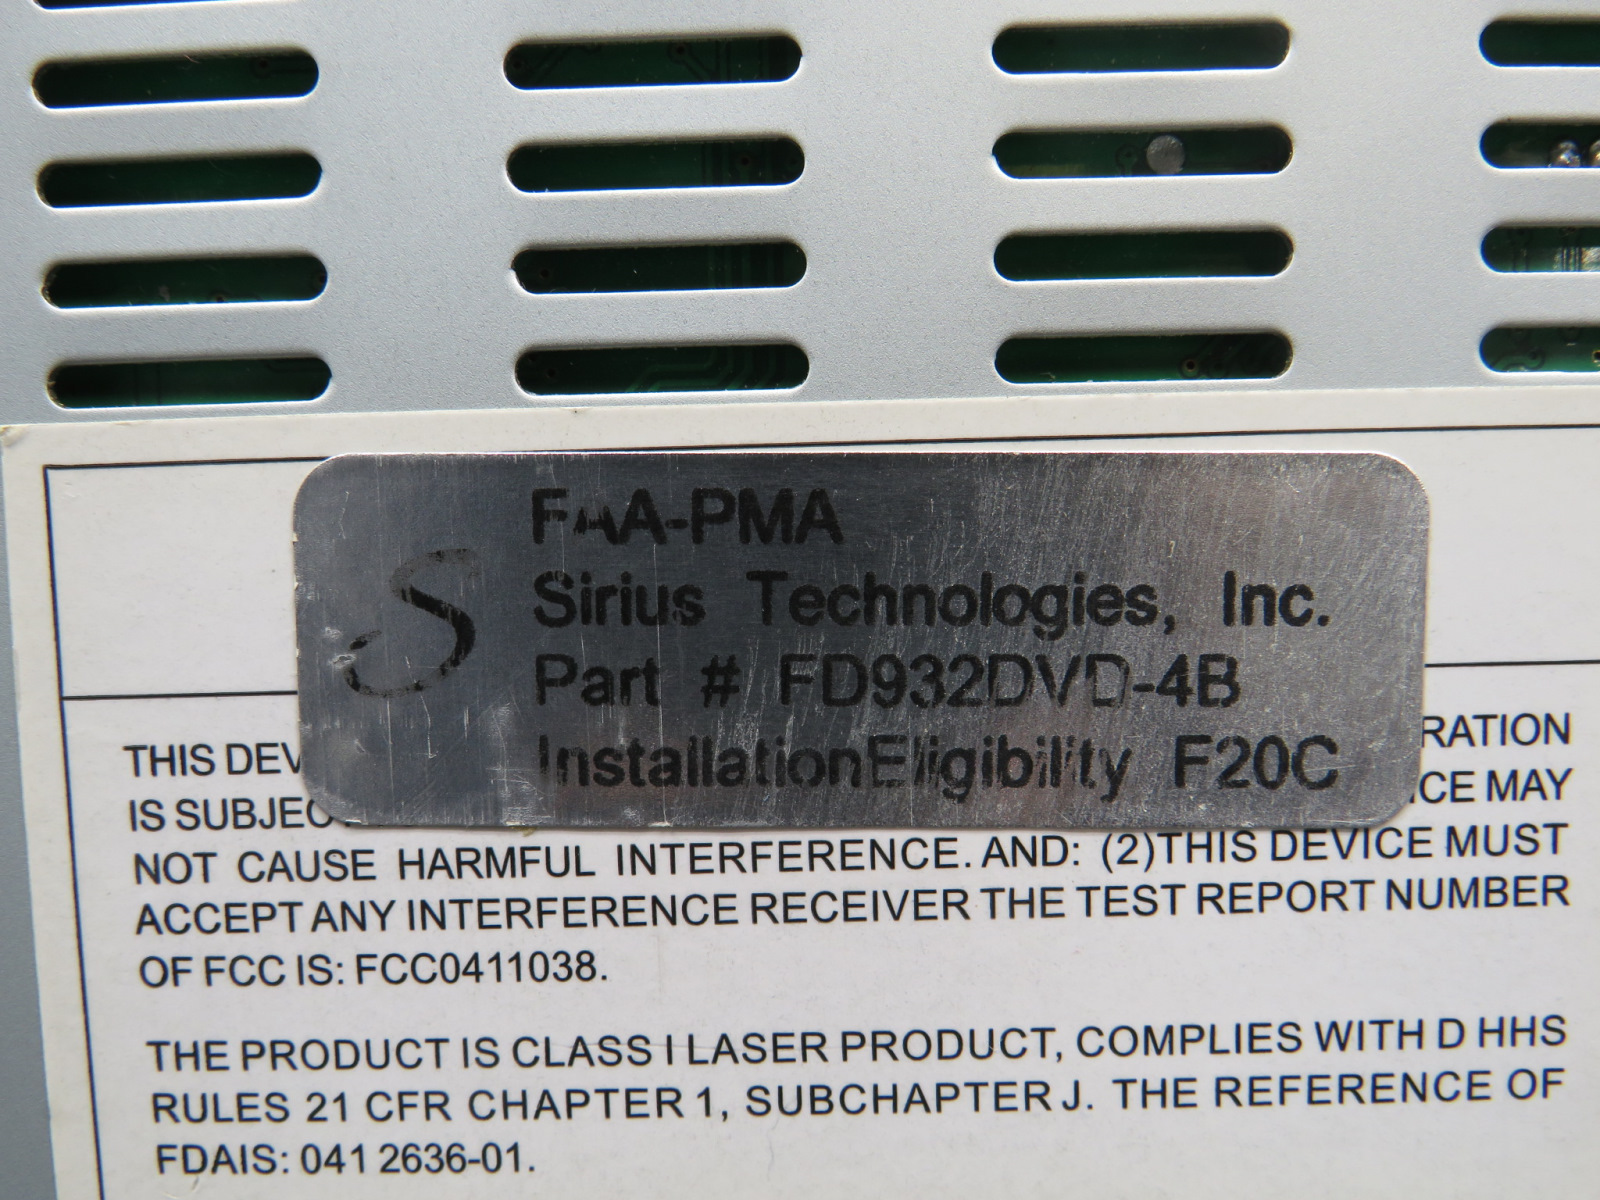 FAA-PMA
S
Sirius Technologies, Inc.
Part # FD932DVD-4B
InstallationEligibility F20C
THIS DEV RATION
IS SUBJEC ICE MAY
NOT CAUSE HARMFUL INTERFERENCE. AND: (2)THIS DEVICE MUST
ACCEPT ANY INTERFERENCE RECEIVER THE TEST REPORT NUMBER
OF FCC IS: FCC0411038.
THE PRODUCT IS CLASS I LASER PRODUCT, COMPLIES WITH D HHS
RULES 21 CFR CHAPTER 1, SUBCHAPTER J. THE REFERENCE OF
FDAIS: 041 2636-01.